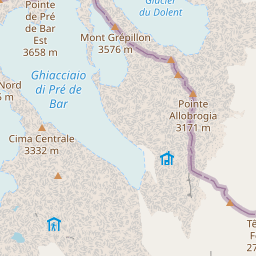 Glacier
du Dolent
Pointe
de Pré
de Bar
Est
3658 m
Mont Grépillon
3576 m
Ghiacciaio
di Pré de
Bar
Nord
Pointe
Allobrogia
3171 m
Cima Centrale
3332 m